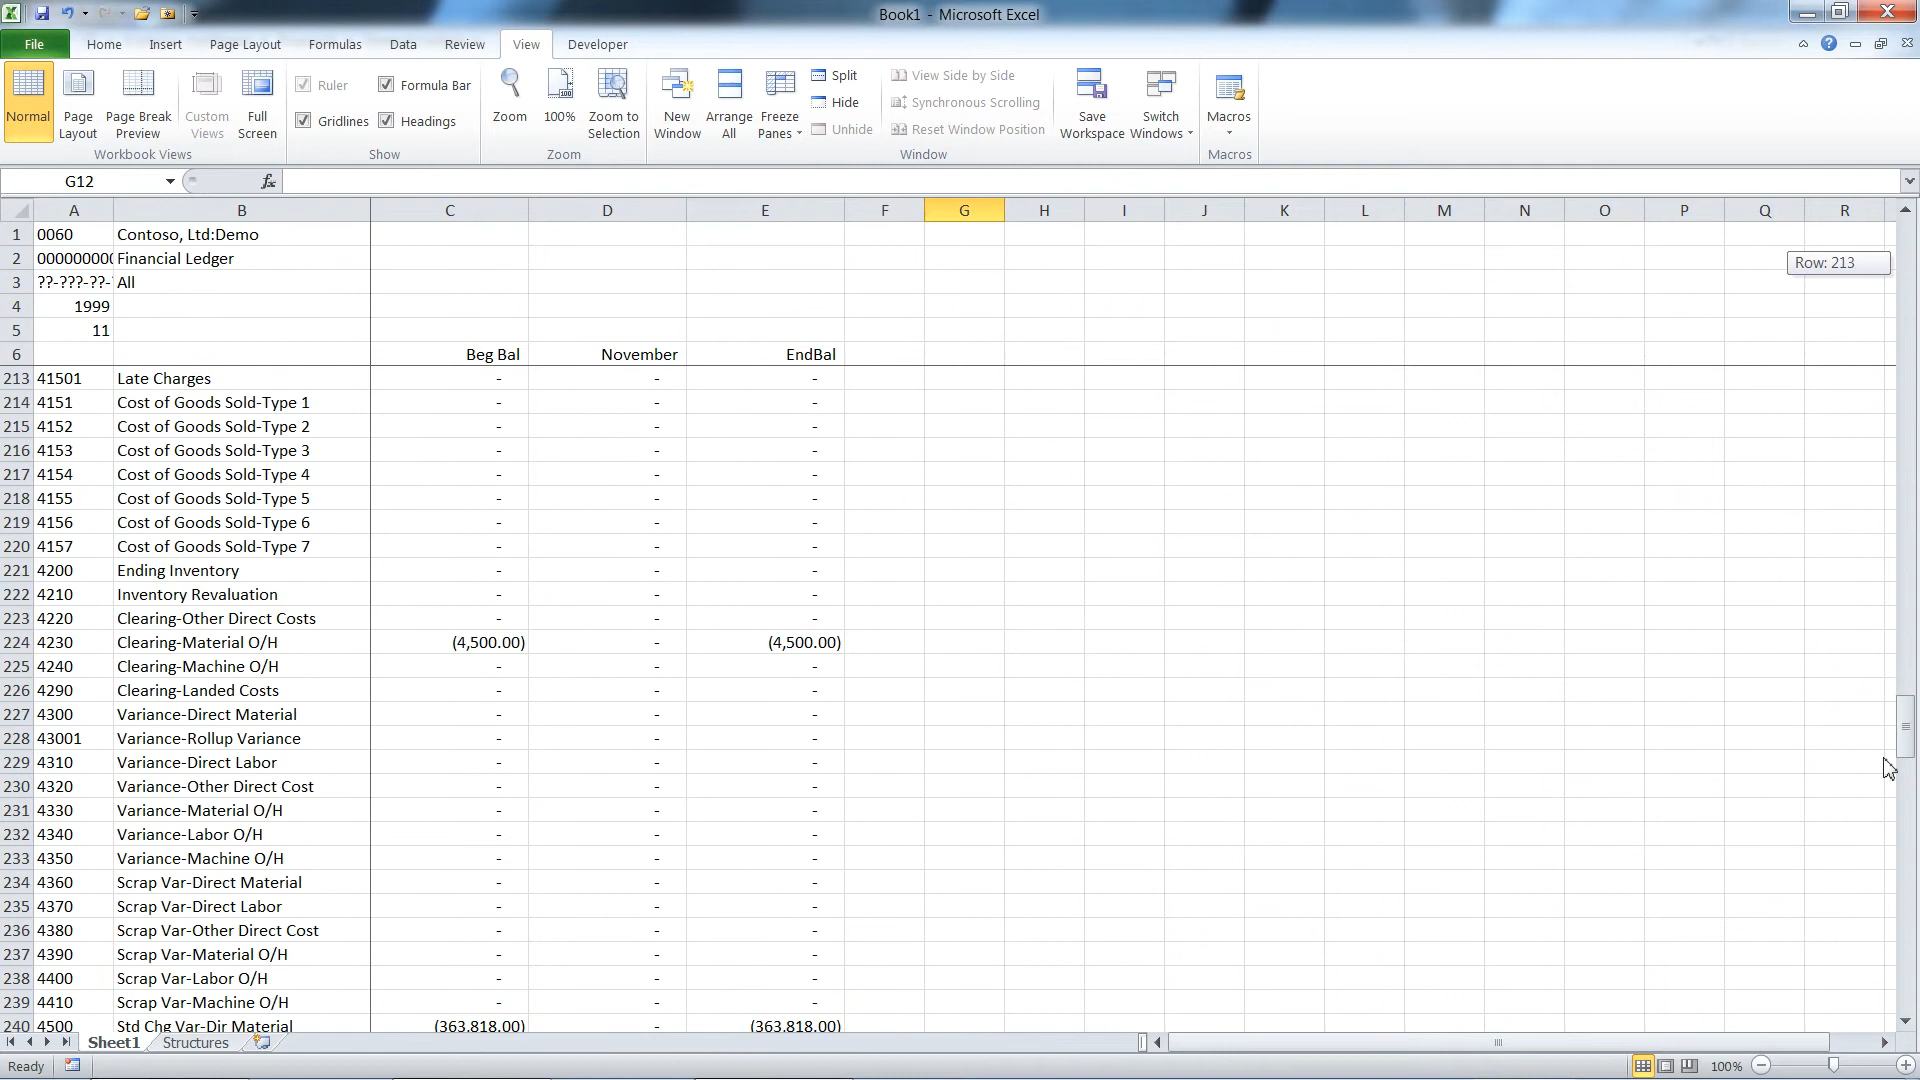 Book1 - Microsoft Excel
File Home Insert Page Layout Formulas Data Review View Developer
Normal
Page Layout
Page Break Preview
Custom Views
Full Screen
Workbook Views
Ruler
Formula Bar
Gridlines
Headings
Show
Zoom
100%
Zoom to Selection
Zoom
New Window
Arrange All
Freeze Panes
Split
Hide
Unhide
View Side by Side
Synchronous Scrolling
Reset Window Position
Window
Save Workspace
Switch Windows
Macros
Macros
G12 fx
A B C D E F G H I J K L M N O P Q R
1 0060 Contoso, Ltd:Demo
2 000000000 Financial Ledger
3 ??-???-??- All
4 1999
5 11
6 Beg Bal November EndBal
Row: 213
213 41501 Late Charges - - -
214 4151 Cost of Goods Sold-Type 1 - - -
215 4152 Cost of Goods Sold-Type 2 - - -
216 4153 Cost of Goods Sold-Type 3 - - -
217 4154 Cost of Goods Sold-Type 4 - - -
218 4155 Cost of Goods Sold-Type 5 - - -
219 4156 Cost of Goods Sold-Type 6 - - -
220 4157 Cost of Goods Sold-Type 7 - - -
221 4200 Ending Inventory - - -
222 4210 Inventory Revaluation - - -
223 4220 Clearing-Other Direct Costs - - -
224 4230 Clearing-Material O/H (4,500.00) - (4,500.00)
225 4240 Clearing-Machine O/H - - -
226 4290 Clearing-Landed Costs - - -
227 4300 Variance-Direct Material - - -
228 43001 Variance-Rollup Variance - - -
229 4310 Variance-Direct Labor - - -
230 4320 Variance-Other Direct Cost - - -
231 4330 Variance-Material O/H - - -
232 4340 Variance-Labor O/H - - -
233 4350 Variance-Machine O/H - - -
234 4360 Scrap Var-Direct Material - - -
235 4370 Scrap Var-Direct Labor - - -
236 4380 Scrap Var-Other Direct Cost - - -
237 4390 Scrap Var-Material O/H - - -
238 4400 Scrap Var-Labor O/H - - -
239 4410 Scrap Var-Machine O/H - - -
240 4500 Std Chg Var-Dir Material (363,818.00) - (363,818.00)
Sheet1 Structures
Ready 100%